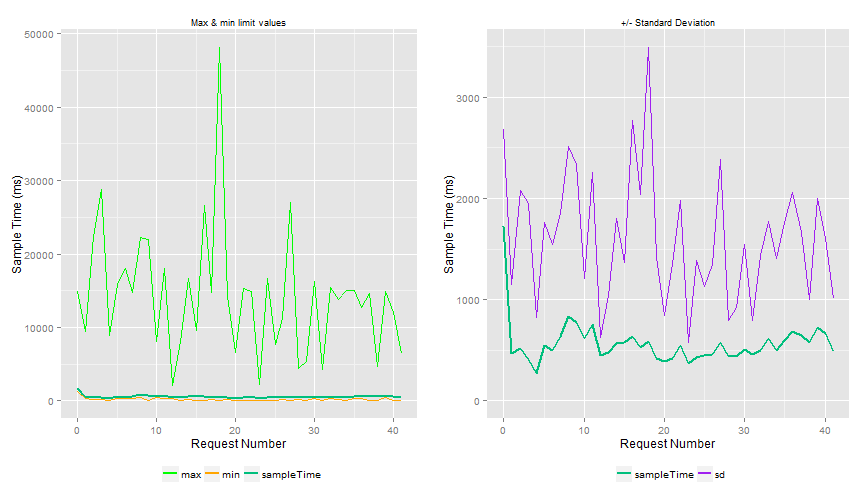 Max & min limit values
50000
40000
30000
20000
10000
0
Sample Time (ms)
0 10 20 30 40
Request Number
max min sampleTime
+/- Standard Deviation
3000
2000
1000
0
Sample Time (ms)
0 10 20 30 40
Request Number
sampleTime sd